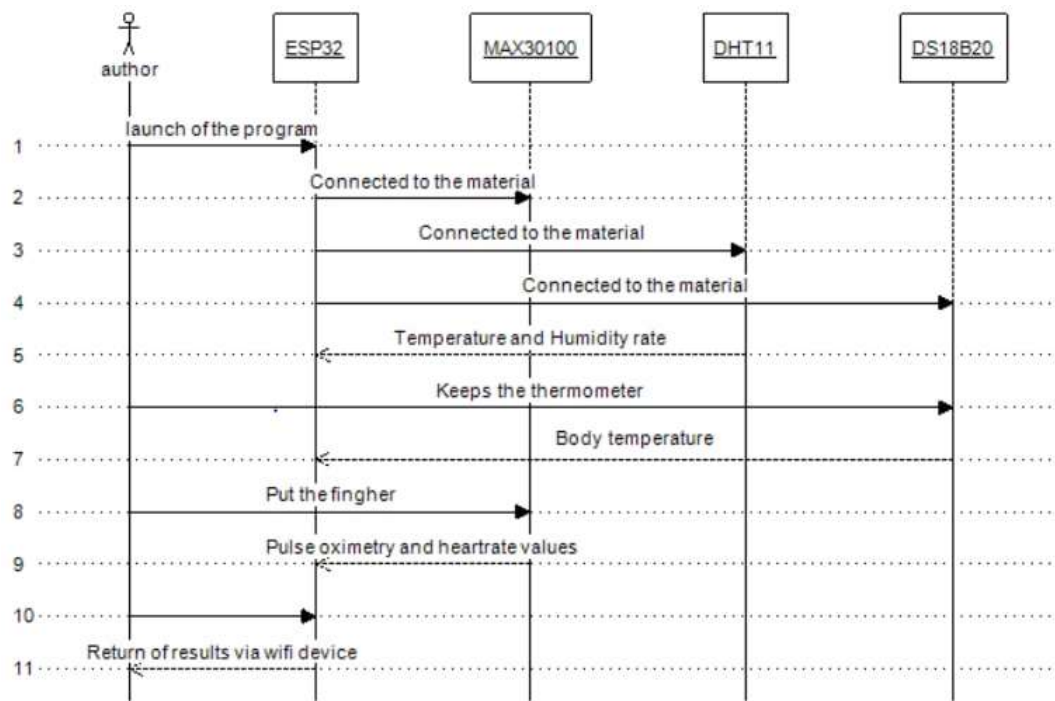 author
ESP32
MAX30100
DHT11
DS18B20
launch of the program
1
Connected to the material
2
Connected to the material
3
Connected to the material
4
Temperature and Humidity rate
5
Keeps the thermometer
6
Body temperature
7
Put the fingher
8
Pulse oximetry and heartrate values
9
10
Return of results via wifi device
11